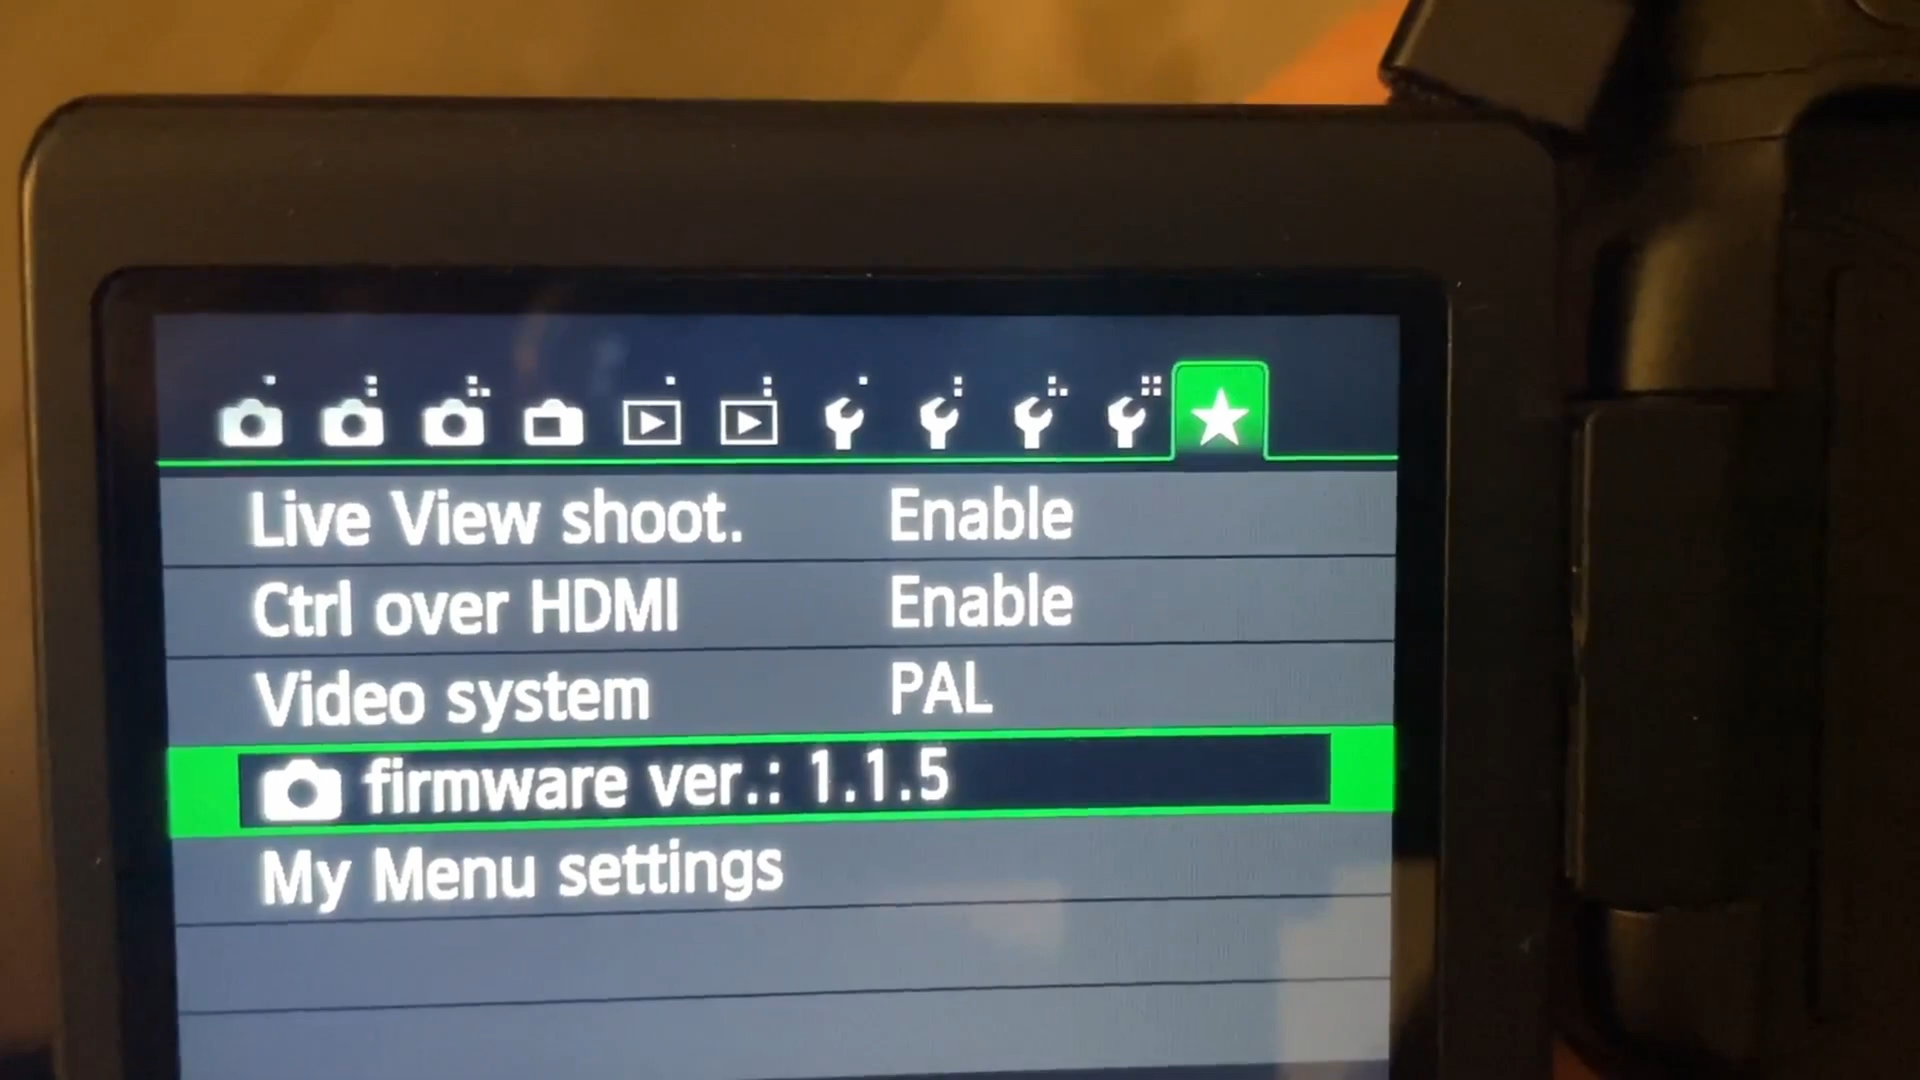 Live View shoot. Enable
Ctrl over HDMI Enable
Video system PAL
firmware ver.: 1.1.5
My Menu settings